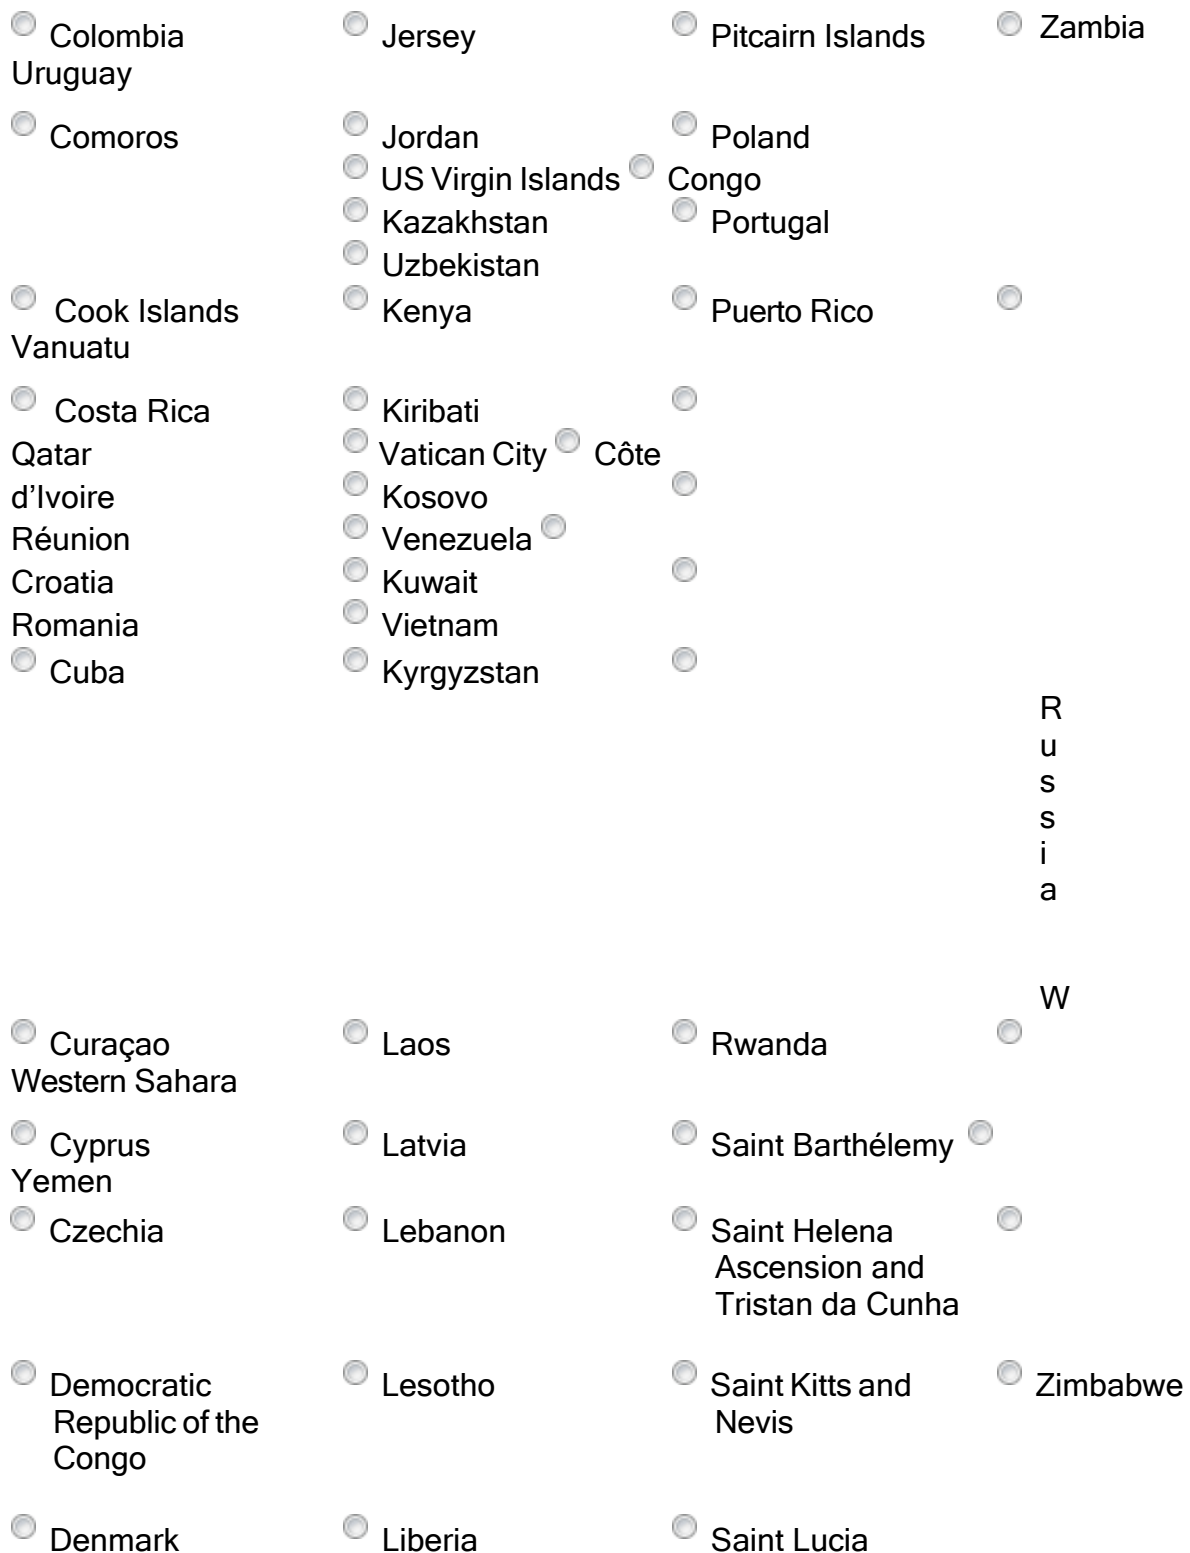 Colombia Jersey Pitcairn Islands Zambia
Uruguay
Comoros Jordan Poland
US Virgin Islands Congo
Kazakhstan Portugal
Uzbekistan
Cook Islands Kenya Puerto Rico
Vanuatu
Costa Rica Kiribati
Qatar Vatican City Côte
d’Ivoire Kosovo
Réunion Venezuela
Croatia Kuwait
Romania Vietnam
Cuba Kyrgyzstan
R
u
s
s
i
a
W
Curaçao Laos Rwanda
Western Sahara
Cyprus Latvia Saint Barthélemy
Yemen
Czechia Lebanon Saint Helena
Ascension and
Tristan da Cunha
Democratic Lesotho Saint Kitts and Zimbabwe
Republic of the Nevis
Congo
Denmark Liberia Saint Lucia